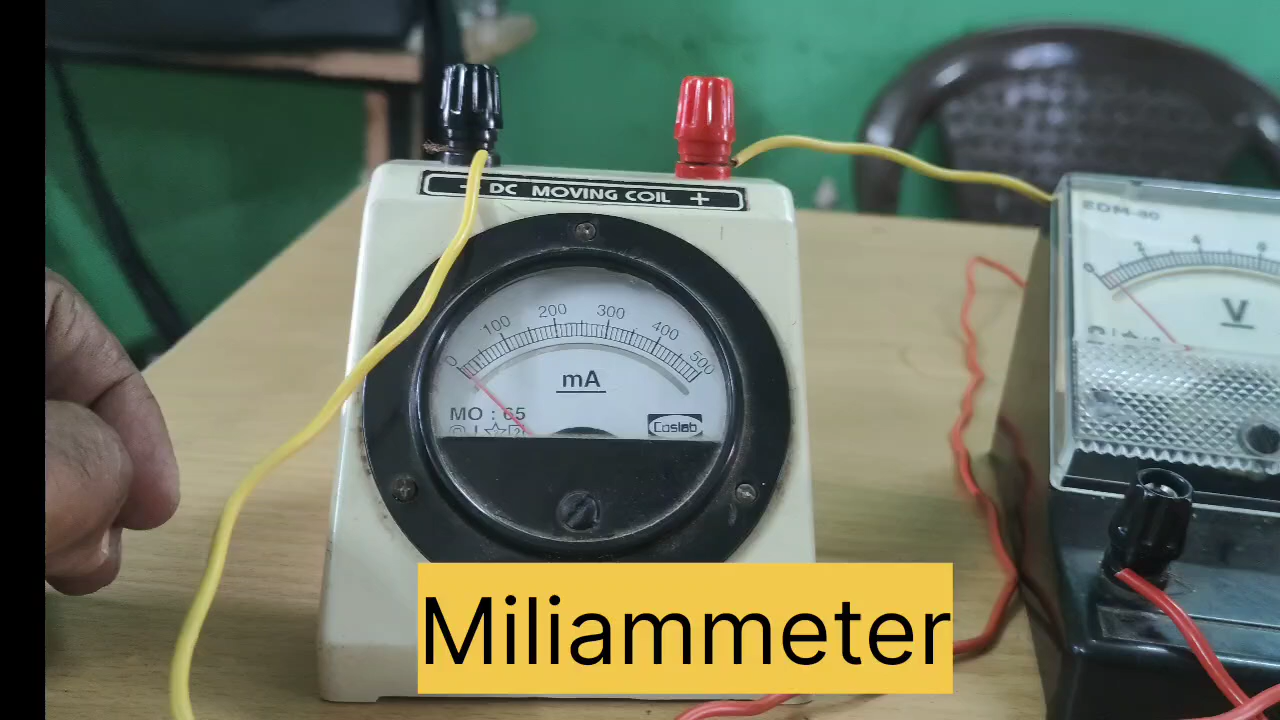 - DC MOVING COIL +
0 100 200 300 400 500
mA
MO : 65
Coslab
EDM-80
0 2 4 6
V
Miliammeter